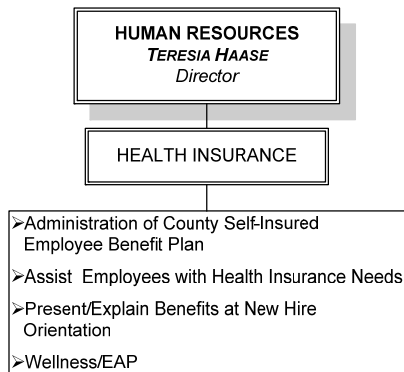 HUMAN RESOURCES
TERESIA HAASE
Director
HEALTH INSURANCE
➢Administration of County Self-Insured
Employee Benefit Plan
➢Assist Employees with Health Insurance Needs
➢Present/Explain Benefits at New Hire
Orientation
➢Wellness/EAP